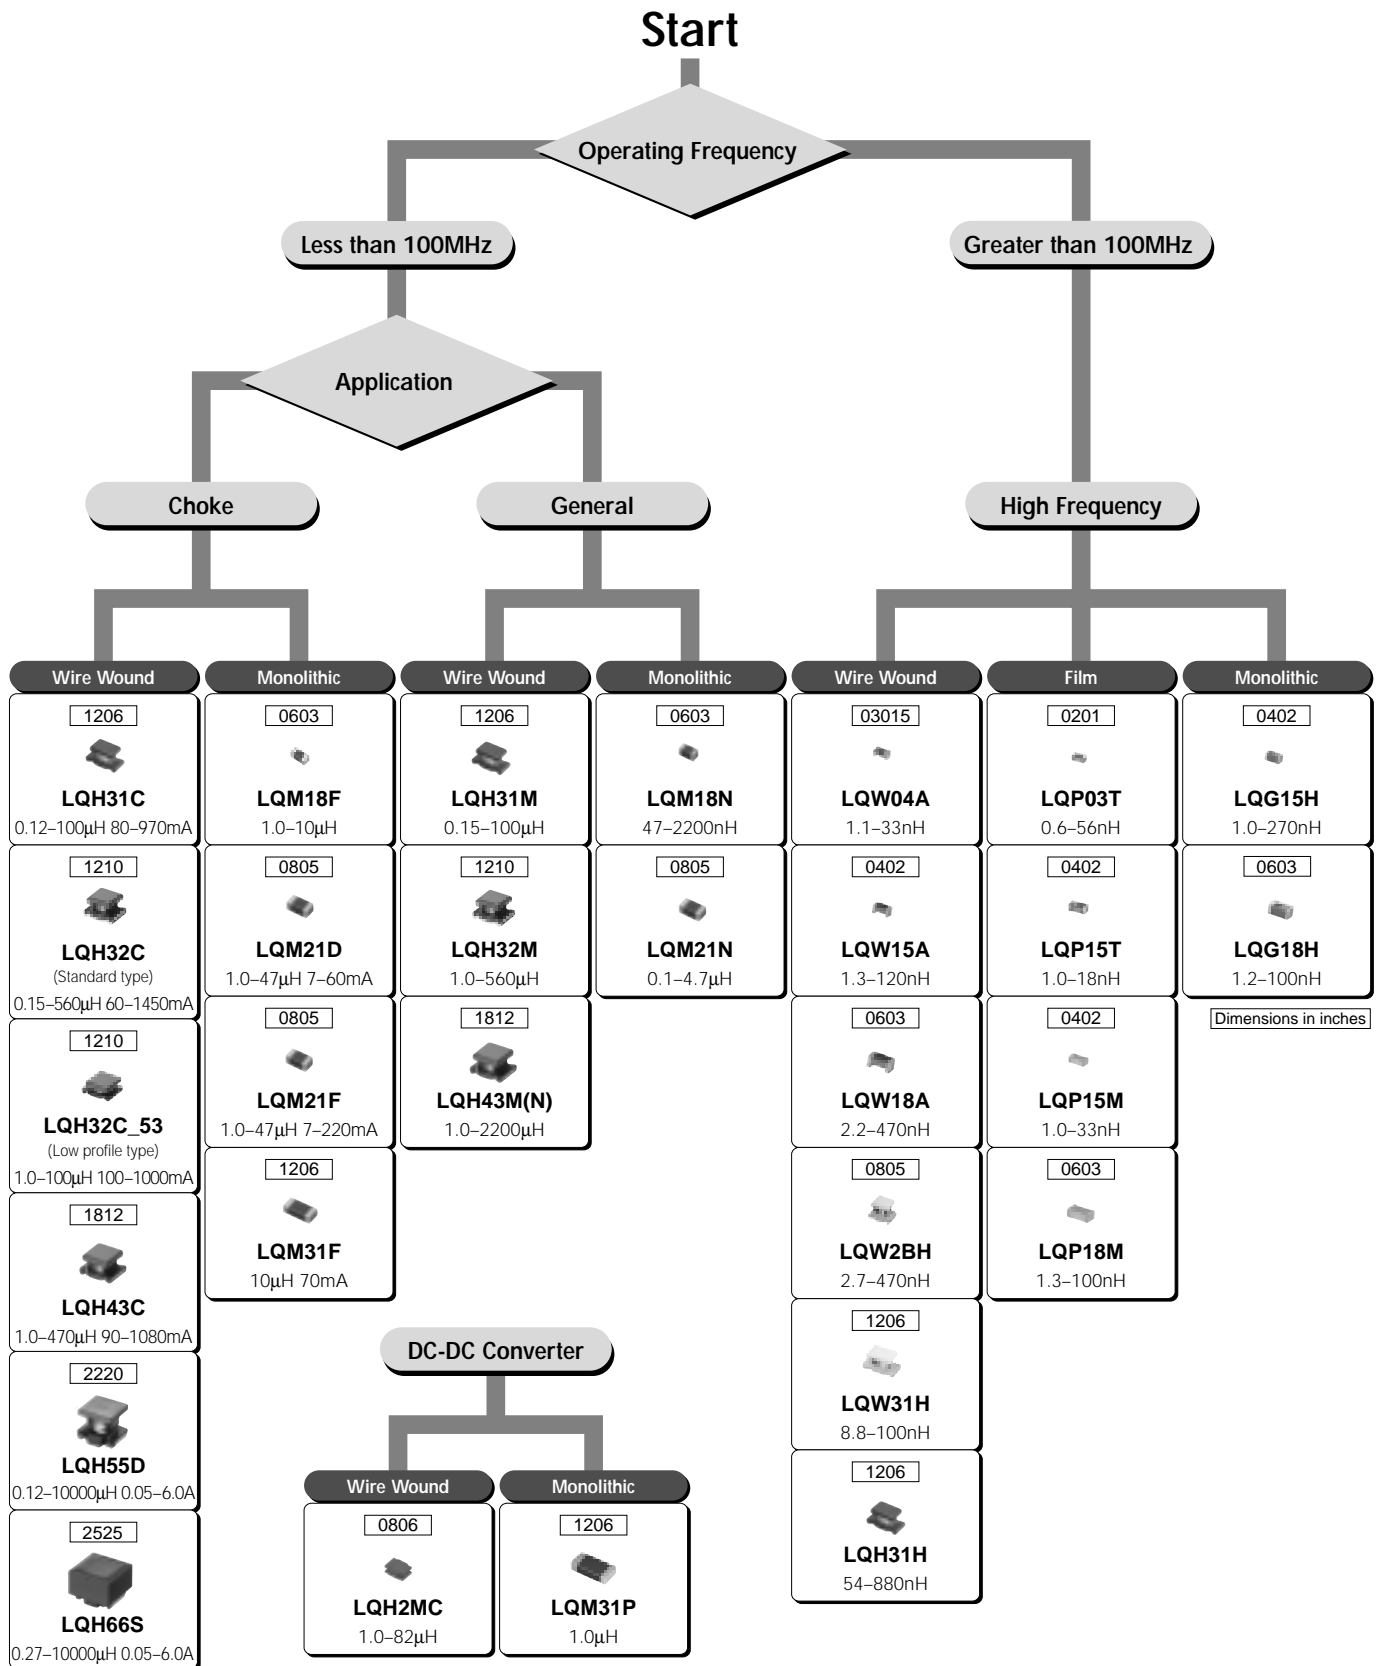 Start
Operating Frequency
Less than 100MHz
Greater than 100MHz
Application
Choke
General
High Frequency
Wire Wound
1206
LQH31C
0.12–100μH 80–970mA
1210
LQH32C
(Standard type)
0.15–560μH 60–1450mA
1210
LQH32C_53
(Low profile type)
1.0–100μH 100–1000mA
1812
LQH43C
1.0–470μH 90–1080mA
2220
LQH55D
0.12–10000μH 0.05–6.0A
2525
LQH66S
0.27–10000μH 0.05–6.0A
Monolithic
0603
LQM18F
1.0–10μH
0805
LQM21D
1.0–47μH 7–60mA
0805
LQM21F
1.0–47μH 7–220mA
1206
LQM31F
10μH 70mA
Wire Wound
1206
LQH31M
0.15–100μH
1210
LQH32M
1.0–560μH
1812
LQH43M(N)
1.0–2200μH
Monolithic
0603
LQM18N
47–2200nH
0805
LQM21N
0.1–4.7μH
Wire Wound
03015
LQW04A
1.1–33nH
0402
LQW15A
1.3–120nH
0603
LQW18A
2.2–470nH
0805
LQW2BH
2.7–470nH
1206
LQW31H
8.8–100nH
1206
LQH31H
54–880nH
Film
0201
LQP03T
0.6–56nH
0402
LQP15T
1.0–18nH
0402
LQP15M
1.0–33nH
0603
LQP18M
1.3–100nH
Monolithic
0402
LQG15H
1.0–270nH
0603
LQG18H
1.2–100nH
Dimensions in inches
DC-DC Converter
Wire Wound
0806
LQH2MC
1.0–82μH
Monolithic
1206
LQM31P
1.0μH